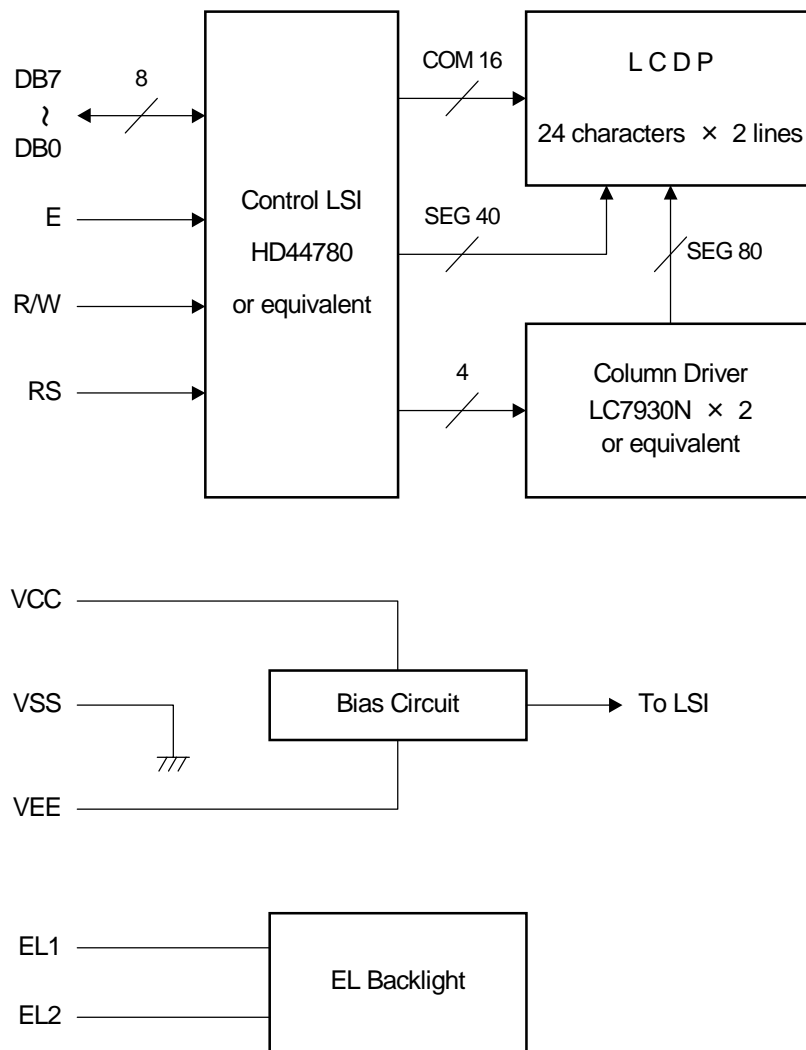 DB7
~
DB0
8
E
R/W
RS
Control LSI
HD44780
or equivalent
COM 16
SEG 40
4
L C D P
24 characters × 2 lines
SEG 80
Column Driver
LC7930N × 2
or equivalent
VCC
VSS
VEE
Bias Circuit
To LSI
EL1
EL2
EL Backlight